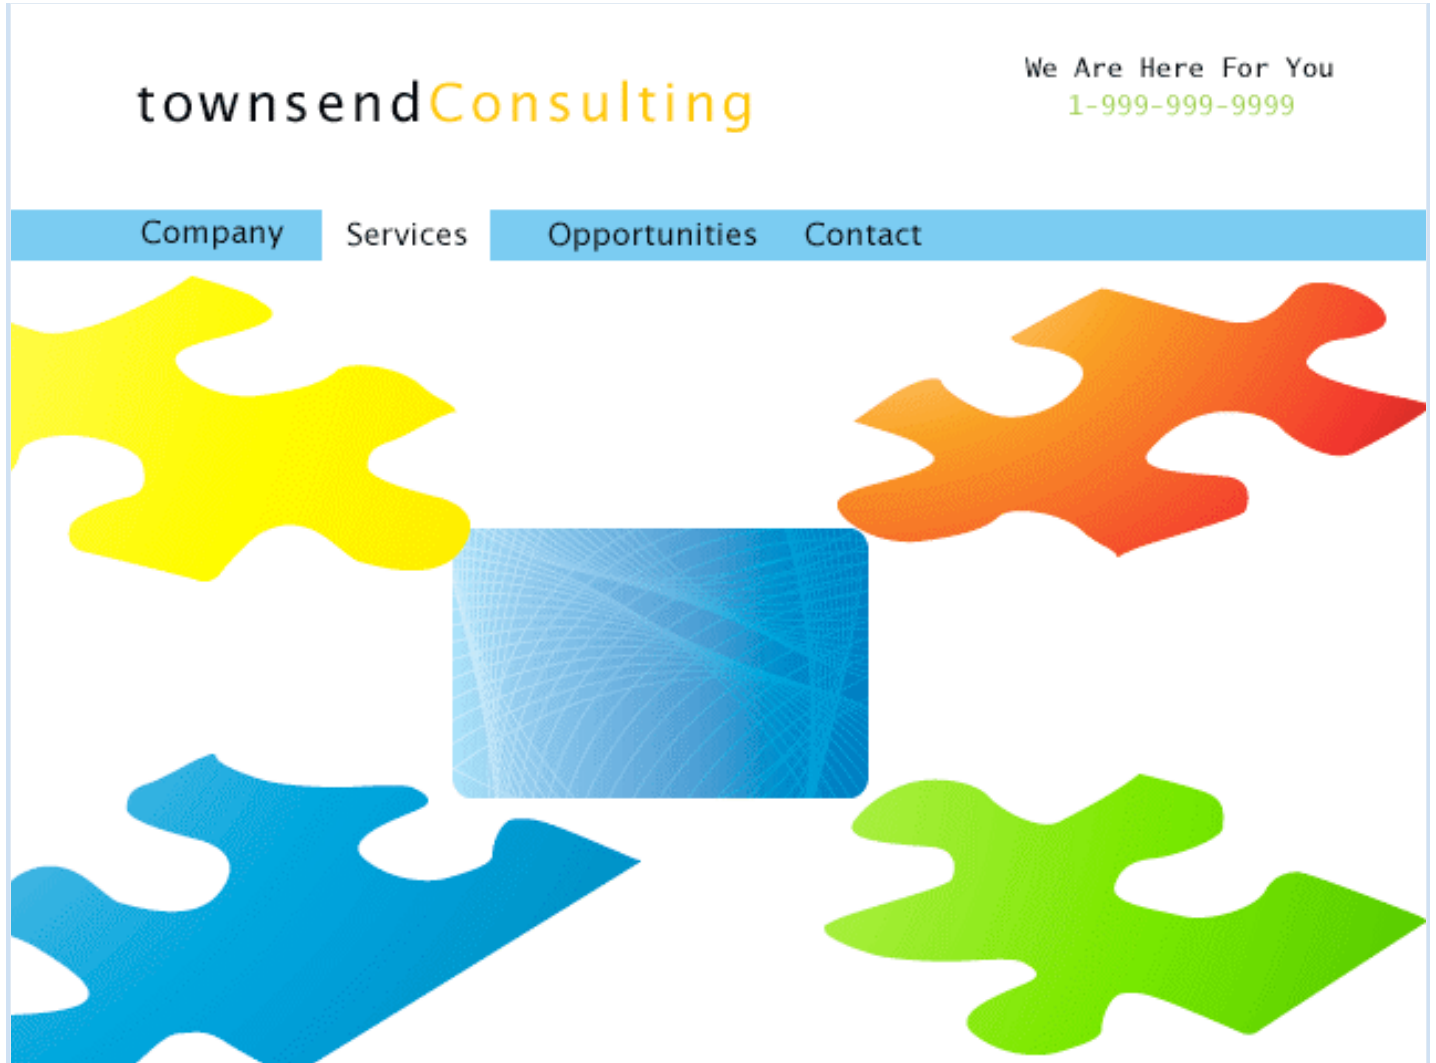 townsendConsulting
We Are Here For You
1-999-999-9999
Company Services Opportunities Contact